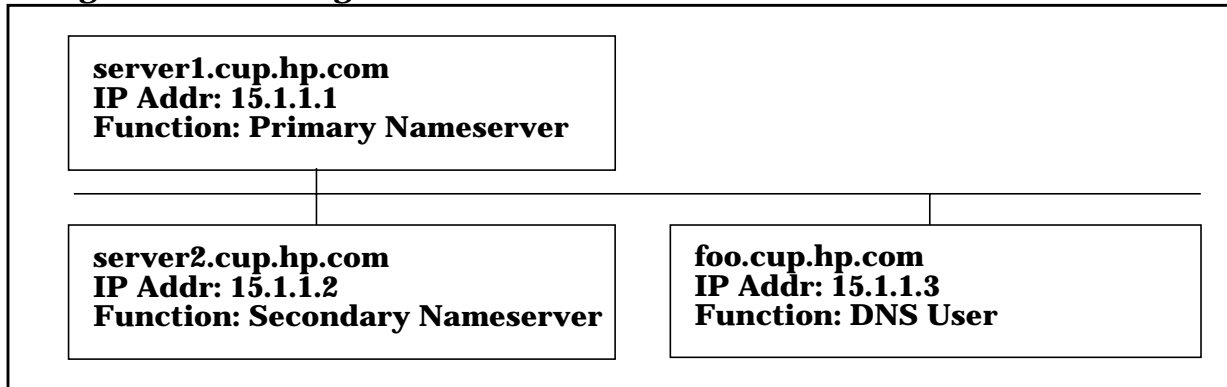 server1.cup.hp.com
IP Addr: 15.1.1.1
Function: Primary Nameserver
server2.cup.hp.com
IP Addr: 15.1.1.2
Function: Secondary Nameserver
foo.cup.hp.com
IP Addr: 15.1.1.3
Function: DNS User